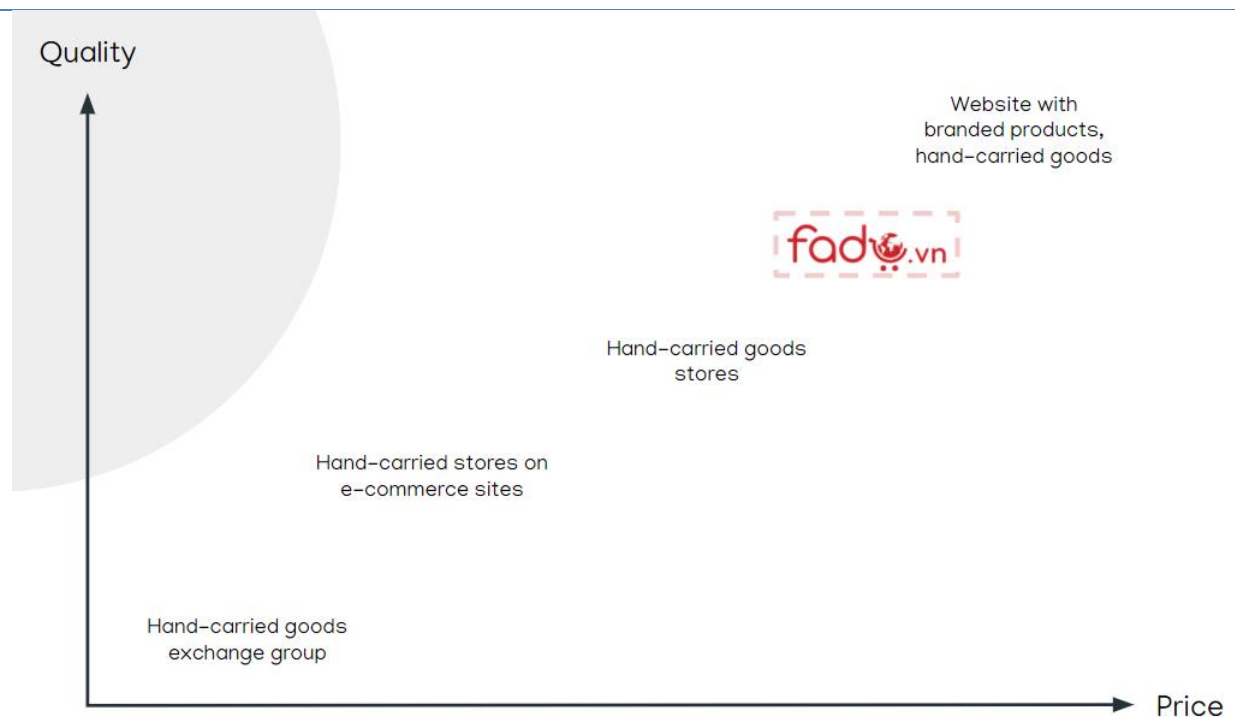 Quality
Website with
branded products,
hand-carried goods
fado.vn
Hand-carried goods
stores
Hand-carried stores on
e-commerce sites
Hand-carried goods
exchange group
Price